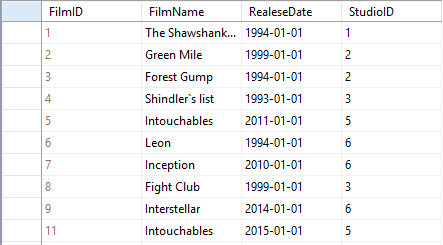 FilmID FilmName RealeseDate StudioID
1 The Shawshank... 1994-01-01 1
2 Green Mile 1999-01-01 2
3 Forest Gump 1994-01-01 2
4 Shindler`s list 1993-01-01 3
5 Intouchables 2011-01-01 5
6 Leon 1994-01-01 6
7 Inception 2010-01-01 6
8 Fight Club 1999-01-01 3
9 Interstellar 2014-01-01 6
11 Intouchables 2015-01-01 5